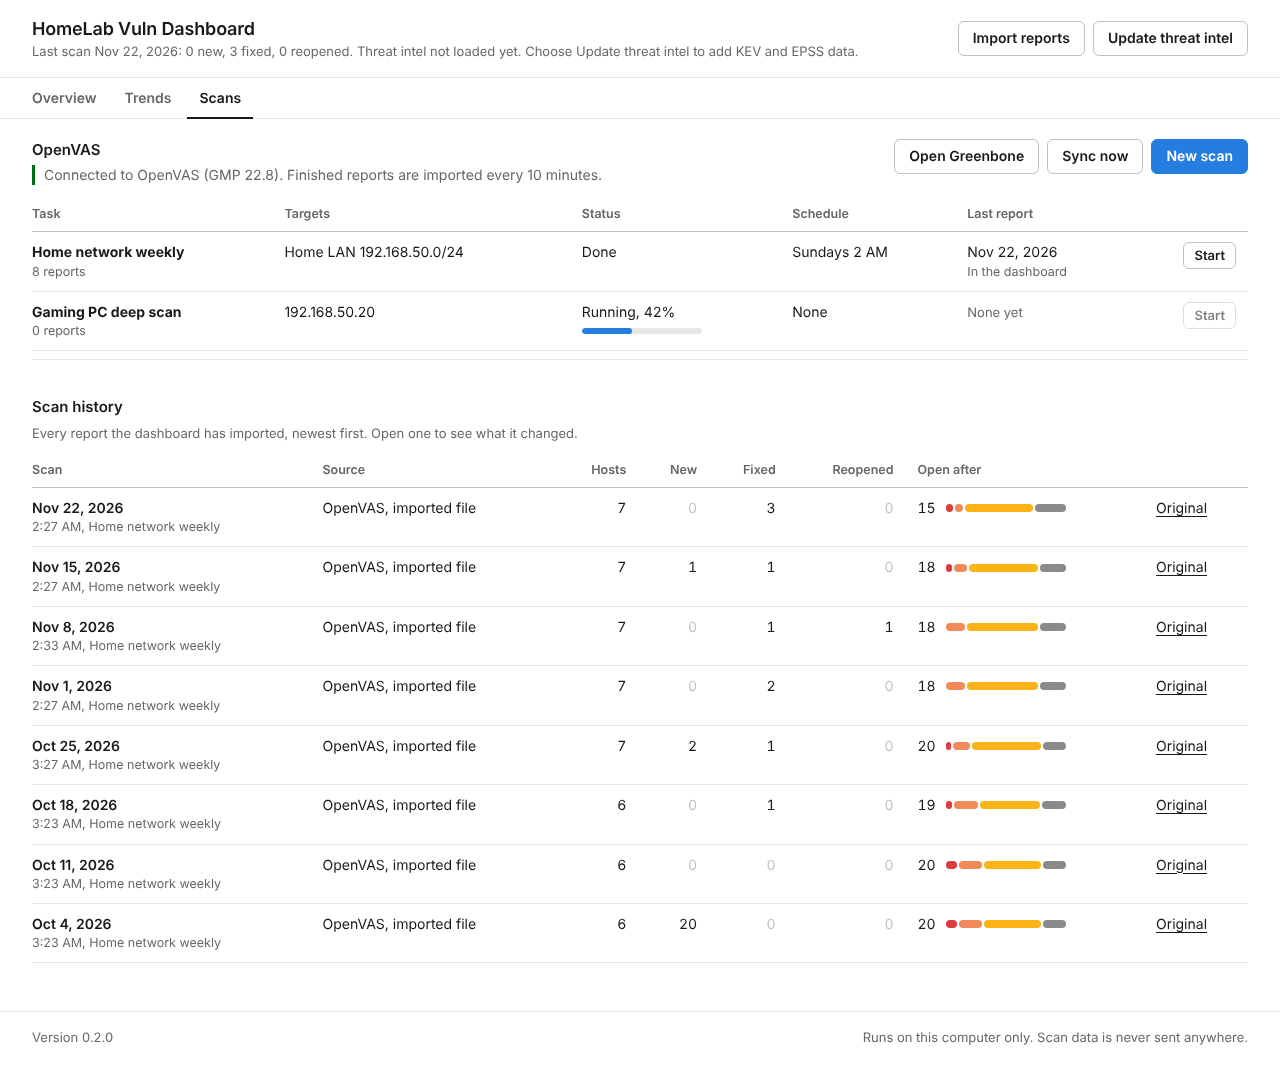 HomeLab Vuln Dashboard
Last scan Nov 22, 2026: 0 new, 3 fixed, 0 reopened. Threat intel not loaded yet. Choose Update threat intel to add KEV and EPSS data.
Import reports
Update threat intel
Overview Trends Scans
OpenVAS
Connected to OpenVAS (GMP 22.8). Finished reports are imported every 10 minutes.
Open Greenbone
Sync now
New scan
Task Targets Status Schedule Last report
Home network weekly Home LAN 192.168.50.0/24 Done Sundays 2 AM Nov 22, 2026 Start
8 reports In the dashboard
Gaming PC deep scan 192.168.50.20 Running, 42% None None yet Start
0 reports
Scan history
Every report the dashboard has imported, newest first. Open one to see what it changed.
Scan Source Hosts New Fixed Reopened Open after
Nov 22, 2026 OpenVAS, imported file 7 0 3 0 15 Original
2:27 AM, Home network weekly
Nov 15, 2026 OpenVAS, imported file 7 1 1 0 18 Original
2:27 AM, Home network weekly
Nov 8, 2026 OpenVAS, imported file 7 0 1 1 18 Original
2:33 AM, Home network weekly
Nov 1, 2026 OpenVAS, imported file 7 0 2 0 18 Original
2:27 AM, Home network weekly
Oct 25, 2026 OpenVAS, imported file 7 2 1 0 20 Original
3:27 AM, Home network weekly
Oct 18, 2026 OpenVAS, imported file 6 0 1 0 19 Original
3:23 AM, Home network weekly
Oct 11, 2026 OpenVAS, imported file 6 0 0 0 20 Original
3:23 AM, Home network weekly
Oct 4, 2026 OpenVAS, imported file 6 20 0 0 20 Original
3:23 AM, Home network weekly
Version 0.2.0
Runs on this computer only. Scan data is never sent anywhere.